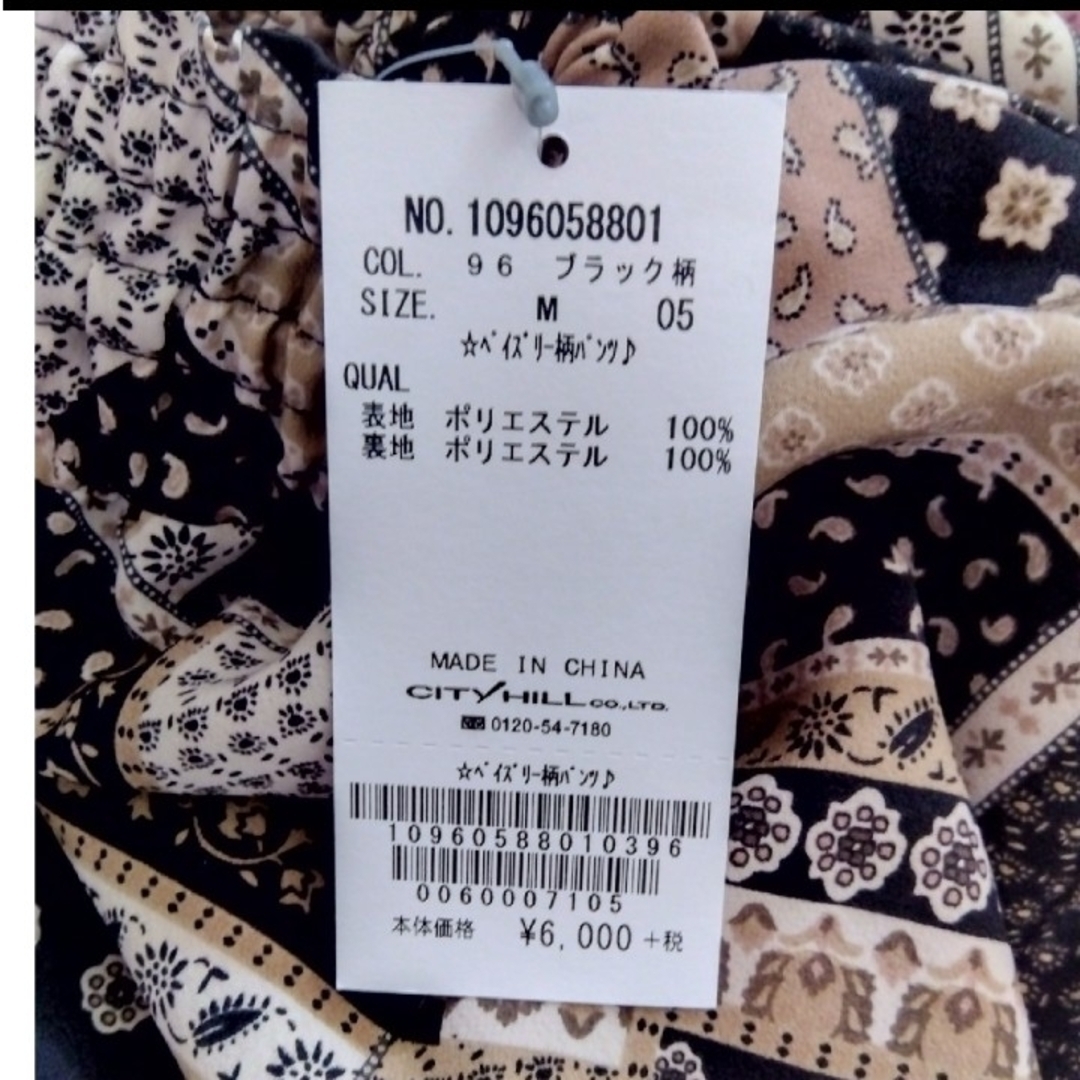 NO. 1096058801
COL. 96 ブラック柄
SIZE. M 05
☆ﾍﾟｲｽﾞﾘｰ柄ﾊﾟﾝﾂ♪
QUAL
表地 ポリエステル 100%
裏地 ポリエステル 100%
MADE IN CHINA
CITY HILL CO.,LTD.
0120-54-7180
☆ﾍﾟｲｽﾞﾘｰ柄ﾊﾟﾝﾂ♪
10960588010396
0060007105
本体価格 ¥6,000 +税